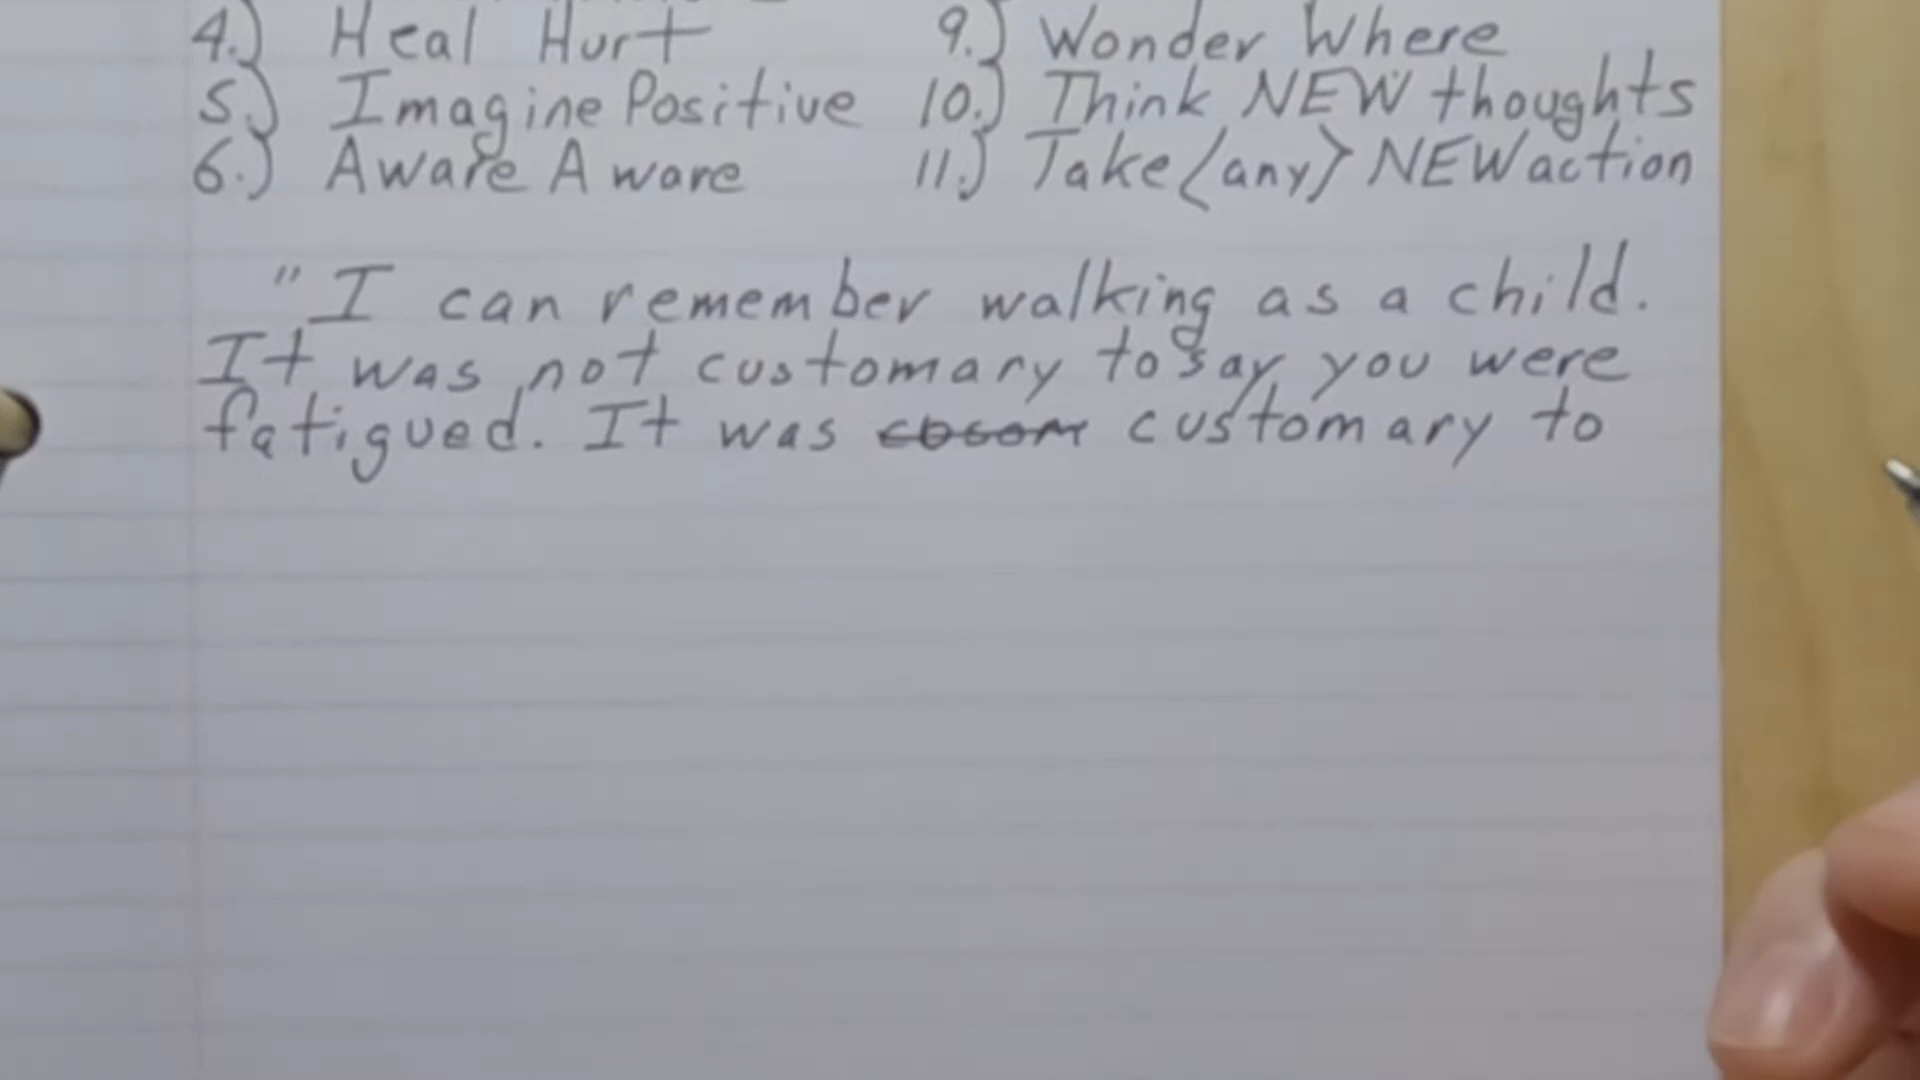 4.) Heal Hurt 9.) Wonder Where
5.) Imagine Positive 10.) Think NEW thoughts
6.) Aware Aware 11.) Take <any> NEW action
"I can remember walking as a child.
It was not customary to say you were
fatigued. It was customary to